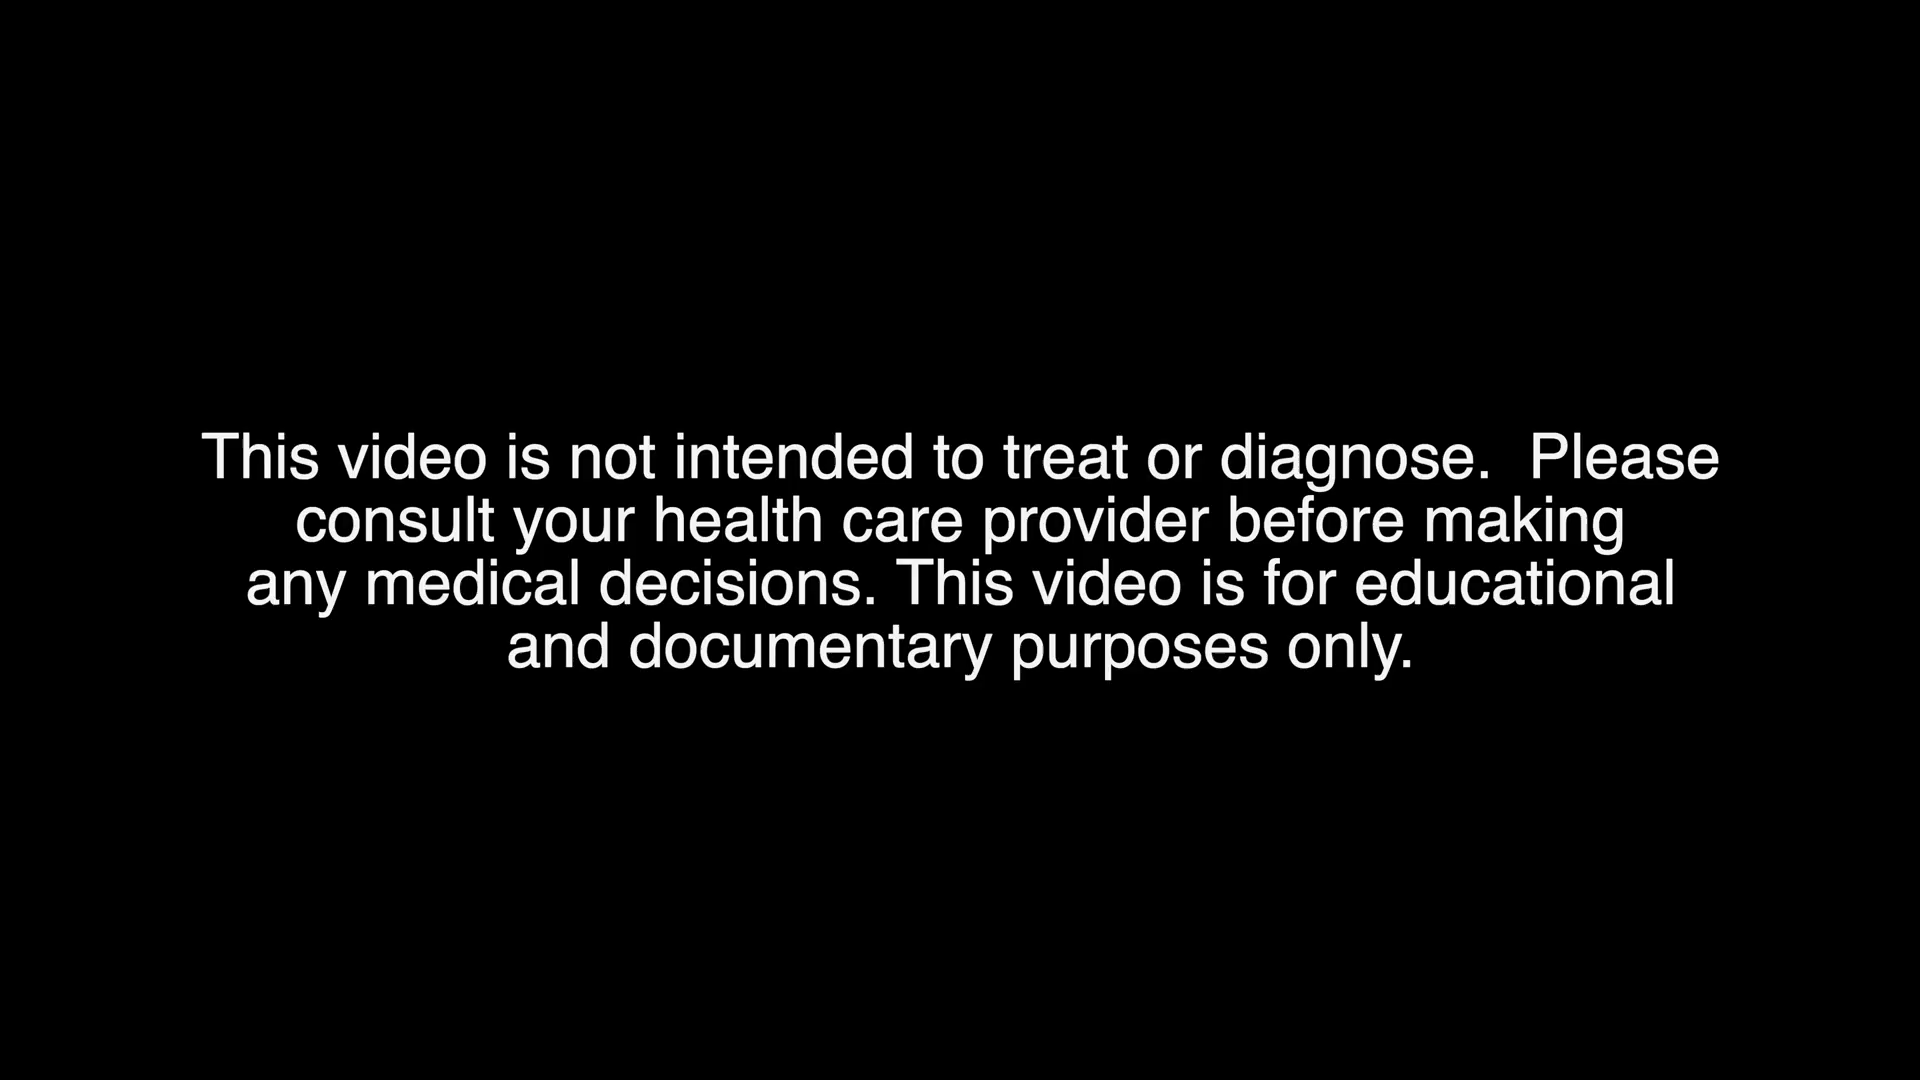 This video is not intended to treat or diagnose.  Please
consult your health care provider before making
any medical decisions. This video is for educational
and documentary purposes only.